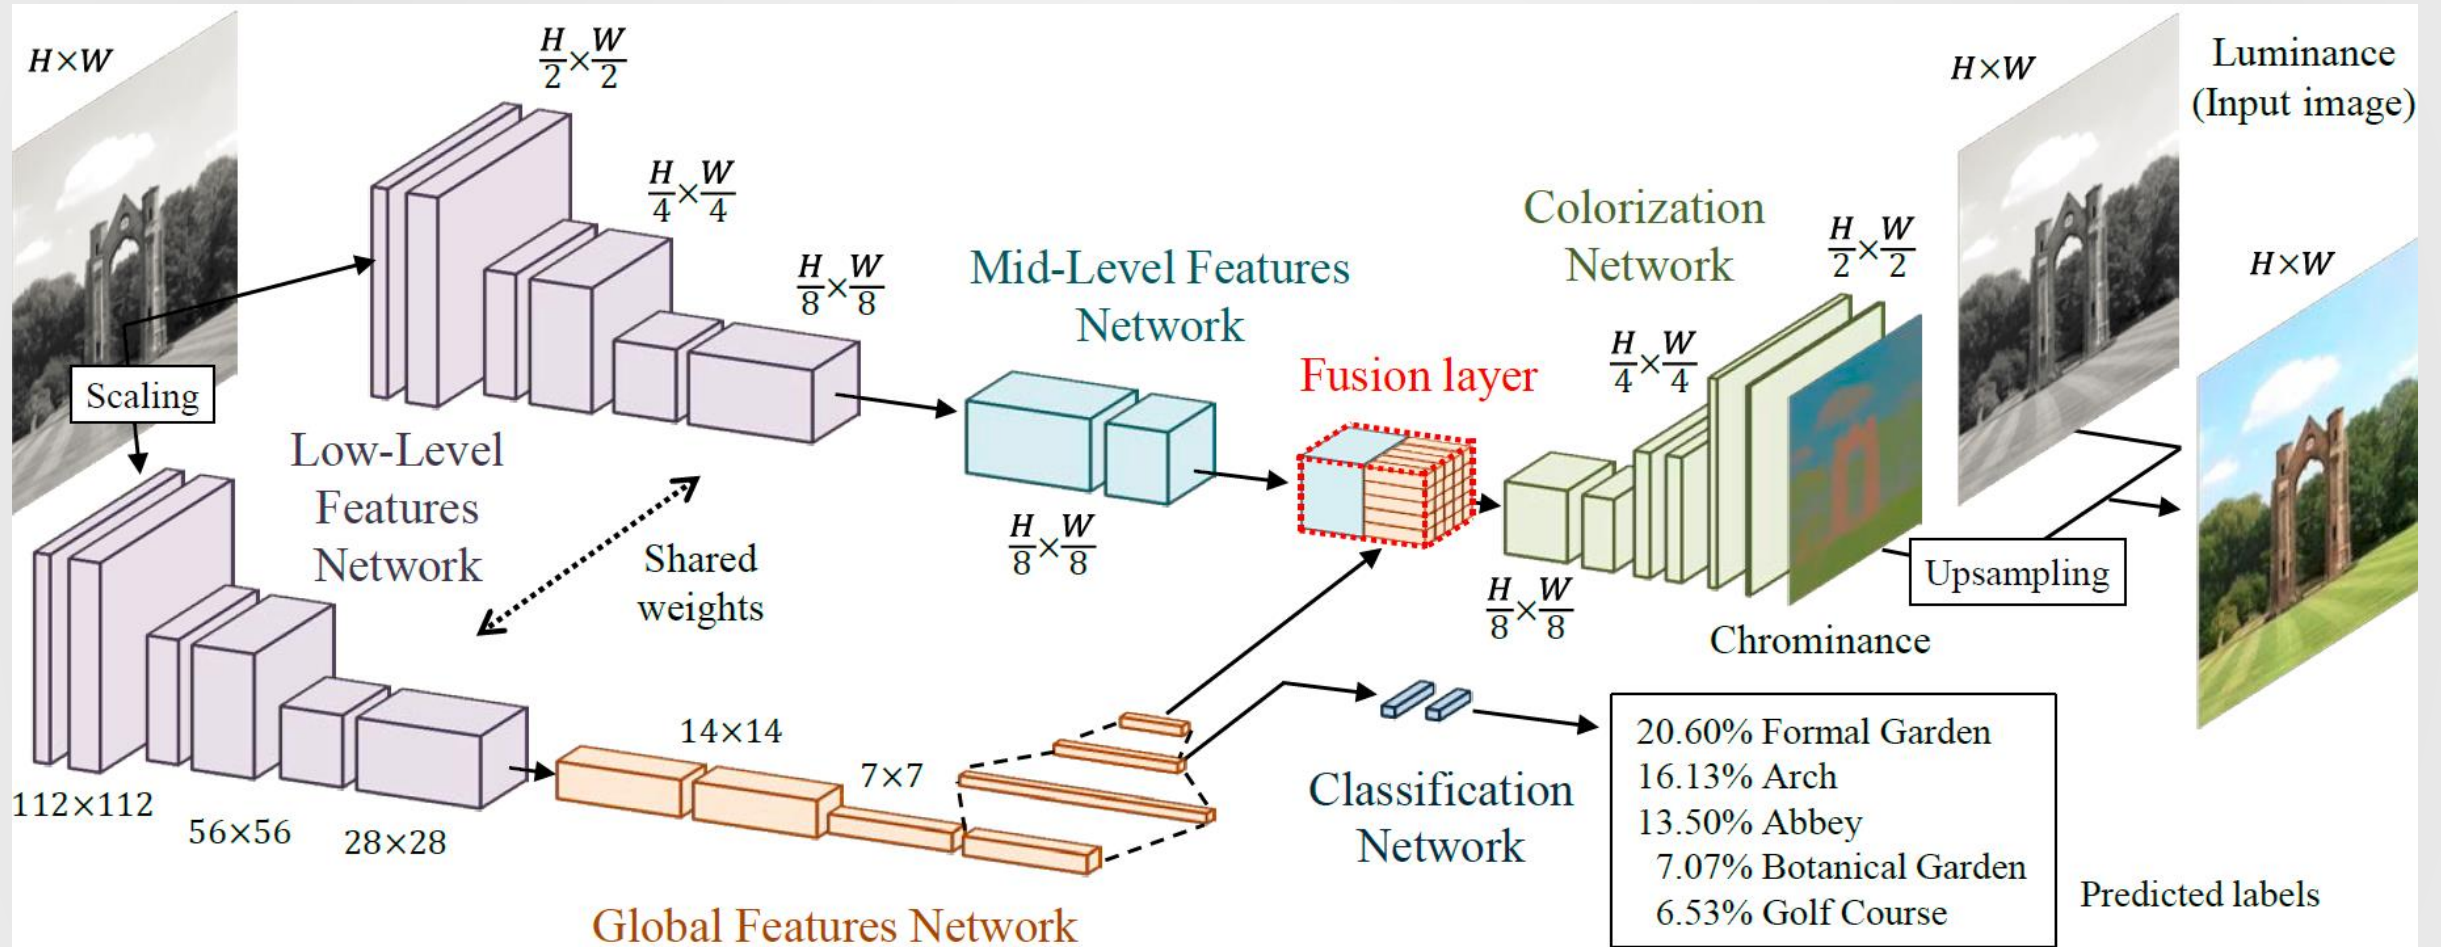 H×W
H/2×W/2
H/4×W/4
H/8×W/8
Scaling
Low-Level
Features
Network
Shared
weights
112×112
56×56
28×28
14×14
7×7
Global Features Network
Mid-Level Features
Network
H/8×W/8
Fusion layer
Colorization
Network
H/8×W/8
H/4×W/4
H/2×W/2
Chrominance
H×W
Luminance
(Input image)
H×W
Upsampling
Classification
Network
20.60% Formal Garden
16.13% Arch
13.50% Abbey
7.07% Botanical Garden
6.53% Golf Course
Predicted labels